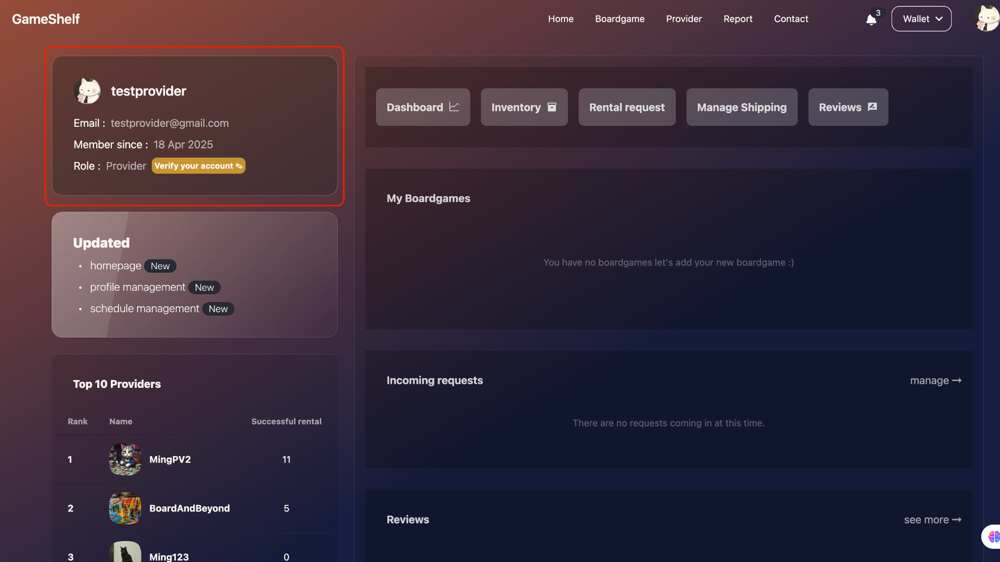 GameShelf
Home Boardgame Provider Report Contact 3 Wallet
testprovider
Email : testprovider@gmail.com
Member since : 18 Apr 2025
Role : Provider Verify your account
Updated
• homepage New
• profile management New
• schedule management New
Top 10 Providers
Rank Name Successful rental
1 MingPV2 11
2 BoardAndBeyond 5
3 Ming123 0
Dashboard Inventory Rental request Manage Shipping Reviews
My Boardgames
You have no boardgames let's add your new boardgame :)
Incoming requests manage →
There are no requests coming in at this time.
Reviews see more →